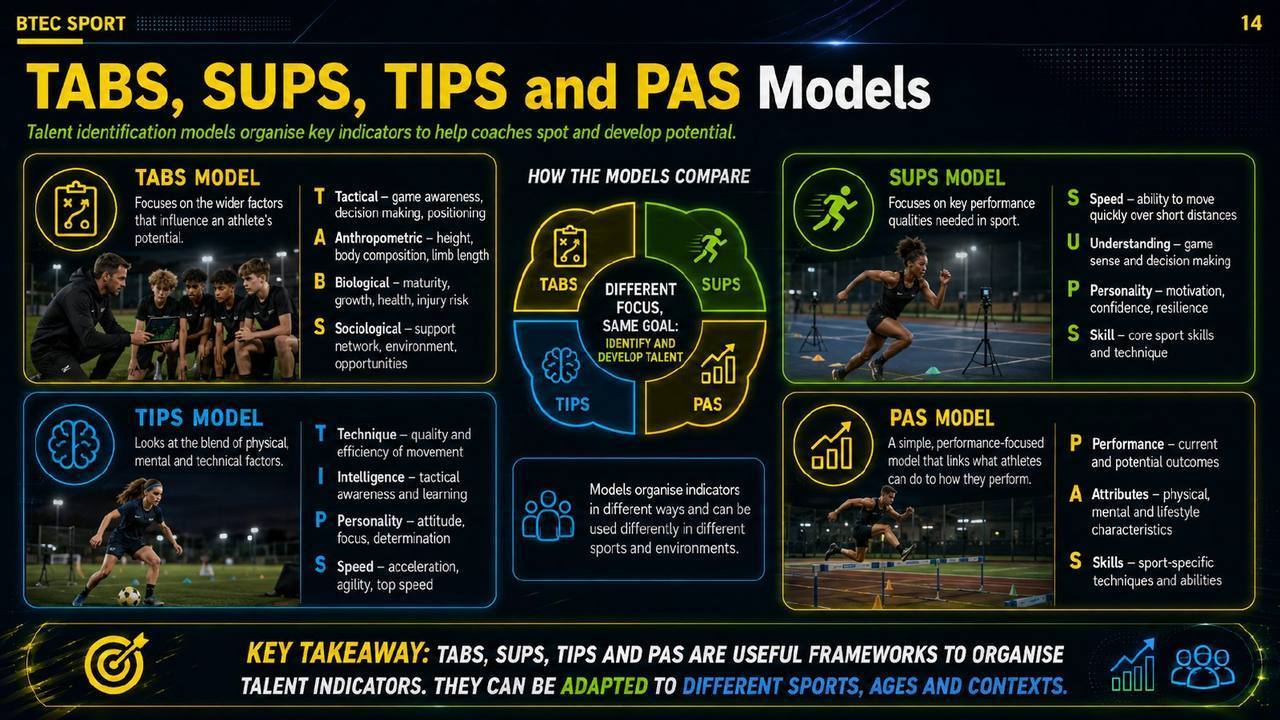 BTEC SPORT
14
TABS, SUPS, TIPS and PAS Models
Talent identification models organise key indicators to help coaches spot and develop potential.
TABS MODEL
Focuses on the wider factors
that influence an athlete's
potential.
T Tactical – game awareness,
decision making, positioning
A Anthropometric – height,
body composition, limb length
B Biological – maturity,
growth, health, injury risk
S Sociological – support
network, environment,
opportunities
HOW THE MODELS COMPARE
TABS
SUPS
DIFFERENT
FOCUS,
SAME GOAL:
IDENTIFY AND
DEVELOP TALENT
TIPS
PAS
Models organise indicators
in different ways and can be
used differently in different
sports and environments.
SUPS MODEL
Focuses on key performance
qualities needed in sport.
S Speed – ability to move
quickly over short distances
U Understanding – game
sense and decision making
P Personality – motivation,
confidence, resilience
S Skill – core sport skills
and technique
TIPS MODEL
Looks at the blend of physical,
mental and technical factors.
T Technique – quality and
efficiency of movement
I Intelligence – tactical
awareness and learning
P Personality – attitude,
focus, determination
S Speed – acceleration,
agility, top speed
PAS MODEL
A simple, performance-focused
model that links what athletes
can do to how they perform.
P Performance – current
and potential outcomes
A Attributes – physical,
mental and lifestyle
characteristics
S Skills – sport-specific
techniques and abilities
KEY TAKEAWAY: TABS, SUPS, TIPS AND PAS ARE USEFUL FRAMEWORKS TO ORGANISE
TALENT INDICATORS. THEY CAN BE ADAPTED TO DIFFERENT SPORTS, AGES AND CONTEXTS.